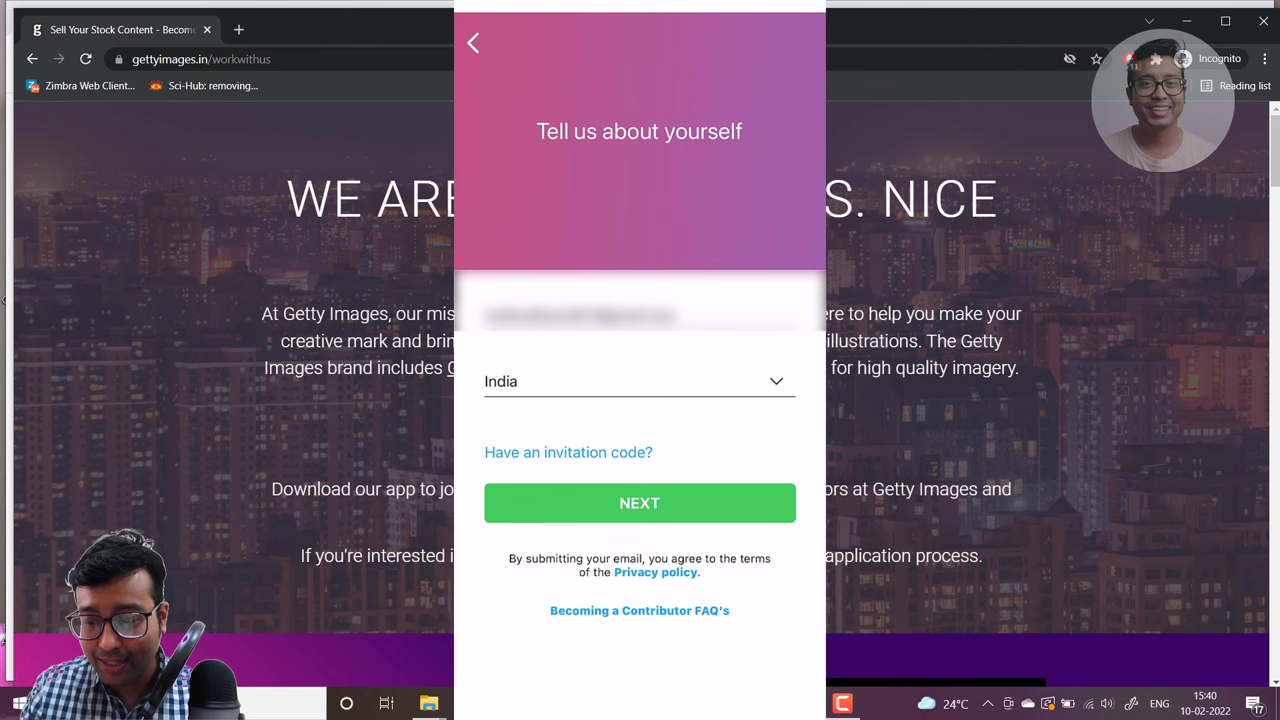 Sell Your Stock Content - Becom
gettyimages.in/workwithus
11
Incognito
Zimbra Web Client...
Sci-Hub: removing...
Reading list
Tell us about yourself
WE ARE
S. NICE
At Getty Images, our mis
ere to help you make your
creative mark and brin
illustrations. The Getty
Images brand includes G
for high quality imagery.
India
Have an invitation code?
Download our app to jo
ors at Getty Images and
NEXT
If you're interested i
application process.
By submitting your email, you agree to the terms
of the Privacy policy.
Becoming a Contributor FAQ's
24°C
ENG
15:40
10-02-2022
17